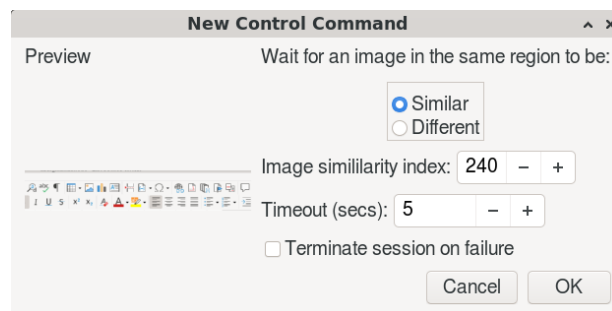 New Control Command
Preview
Wait for an image in the same region to be:
Similar
Different
Image simililarity index: 240
Timeout (secs): 5
Terminate session on failure
Cancel OK